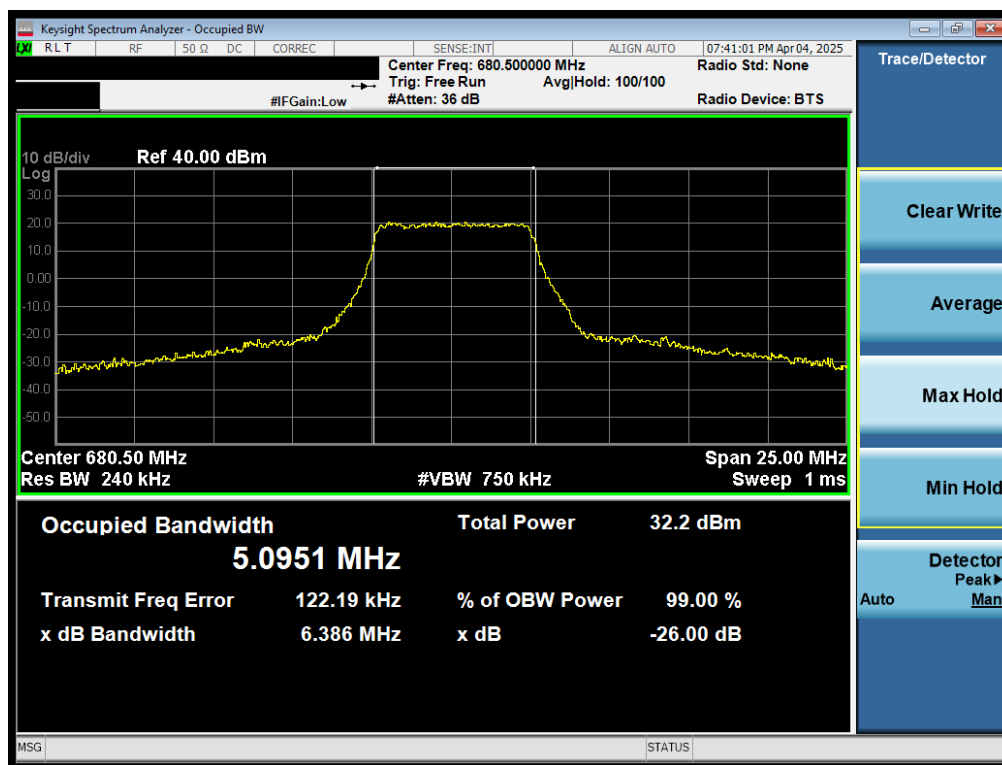 Keysight Spectrum Analyzer - Occupied BW
LXI RLT RF 50 Ω DC CORREC SENSE:INT ALIGN AUTO 07:41:01 PM Apr 04, 2025
Center Freq: 680.500000 MHz Radio Std: None
Trig: Free Run Avg|Hold: 100/100
#IFGain:Low #Atten: 36 dB Radio Device: BTS
10 dB/div Ref 40.00 dBm
Log
30.0
20.0
10.0
0.00
-10.0
-20.0
-30.0
-40.0
-50.0
Center 680.50 MHz Span 25.00 MHz
Res BW 240 kHz #VBW 750 kHz Sweep 1 ms
Occupied Bandwidth Total Power 32.2 dBm
5.0951 MHz
Transmit Freq Error 122.19 kHz % of OBW Power 99.00 %
x dB Bandwidth 6.386 MHz x dB -26.00 dB
MSG STATUS
Trace/Detector
Clear Write
Average
Max Hold
Min Hold
Detector
Peak▶
Auto Man